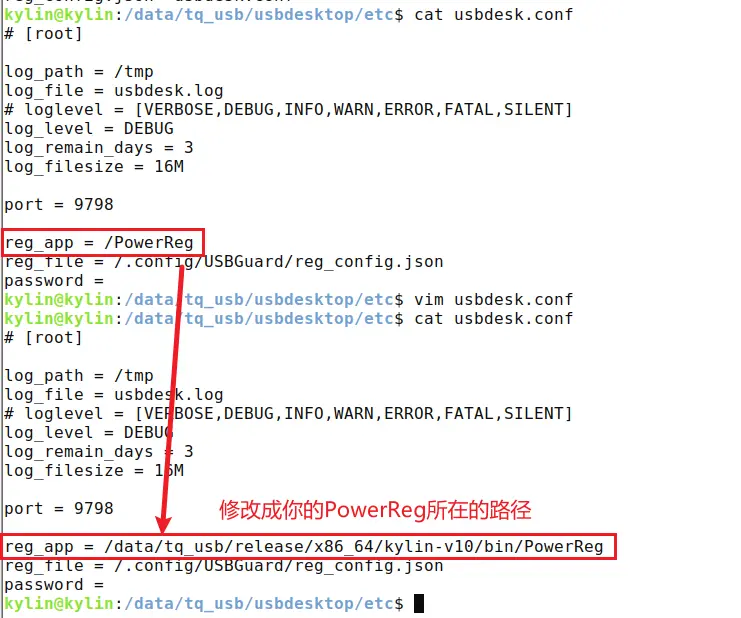 kylin@kylin:/data/tq_usb/usbdesktop/etc$ cat usbdesk.conf
# [root]
log_path = /tmp
log_file = usbdesk.log
# loglevel = [VERBOSE,DEBUG,INFO,WARN,ERROR,FATAL,SILENT]
log_level = DEBUG
log_remain_days = 3
log_filesize = 16M
port = 9798
reg_app = /PowerReg
reg_file = /.config/USBGuard/reg_config.json
password =
kylin@kylin:/data/tq_usb/usbdesktop/etc$ vim usbdesk.conf
kylin@kylin:/data/tq_usb/usbdesktop/etc$ cat usbdesk.conf
# [root]
log_path = /tmp
log_file = usbdesk.log
# loglevel = [VERBOSE,DEBUG,INFO,WARN,ERROR,FATAL,SILENT]
log_level = DEBUG
log_remain_days = 3
log_filesize = 16M
port = 9798
修改成你的PowerReg所在的路径
reg_app = /data/tq_usb/release/x86_64/kylin-v10/bin/PowerReg
reg_file = /.config/USBGuard/reg_config.json
password =
kylin@kylin:/data/tq_usb/usbdesktop/etc$